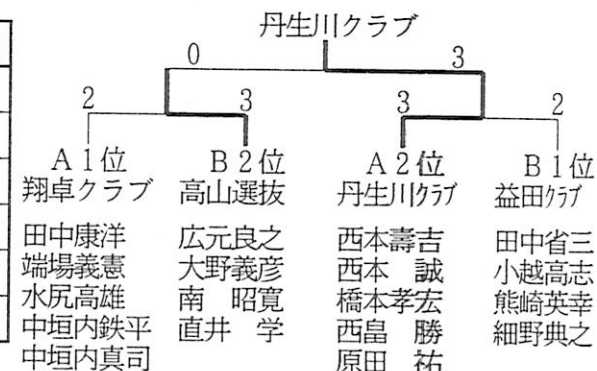 丹生川クラブ
0 3
2 3 3 2
A1位 B2位 A2位 B1位
翔卓クラブ 高山選抜 丹生川クラブ 益田クラブ
田中康洋 広元良之 西本壽吉 田中省三
端場義憲 大野義彦 西本 誠 小越高志
水尻高雄 南 昭寛 橋本孝宏 熊崎英幸
中垣内鉄平 直井 学 西畠 勝 細野典之
中垣内真司 原田 祐